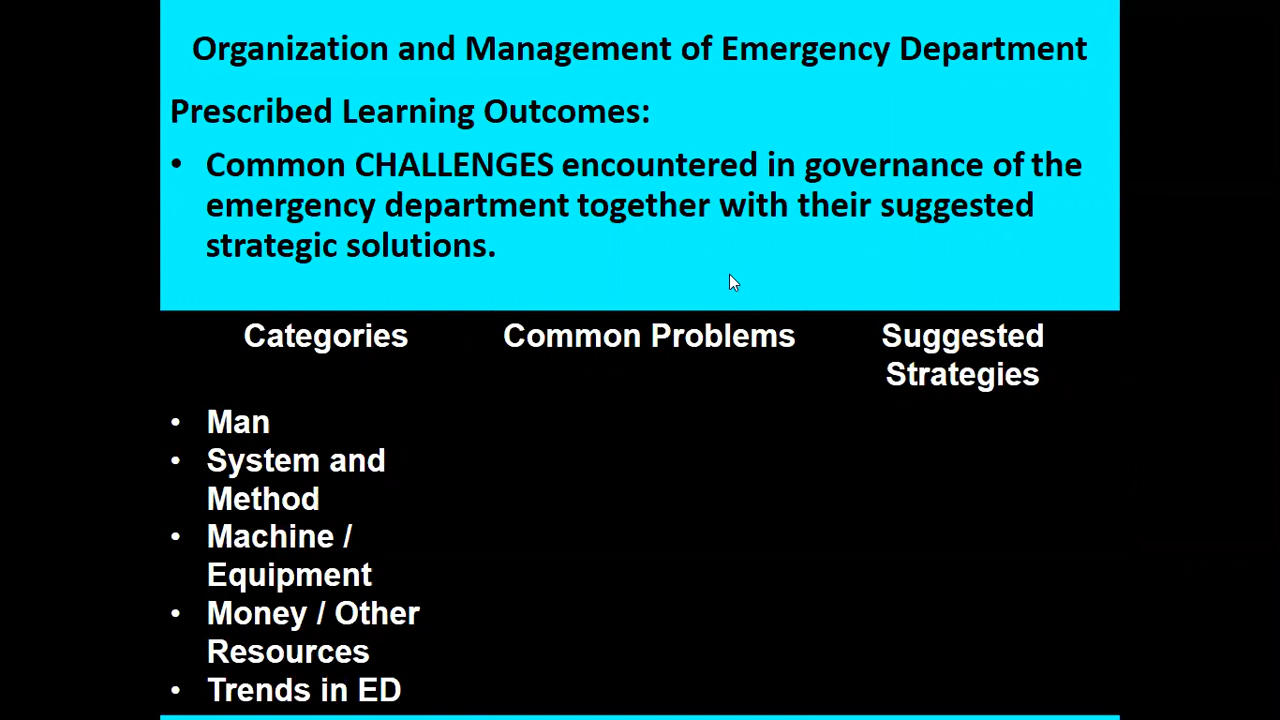 Organization and Management of Emergency Department
Prescribed Learning Outcomes:
• Common CHALLENGES encountered in governance of the
emergency department together with their suggested
strategic solutions.
Categories Common Problems Suggested
Strategies
• Man
• System and
Method
• Machine /
Equipment
• Money / Other
Resources
• Trends in ED